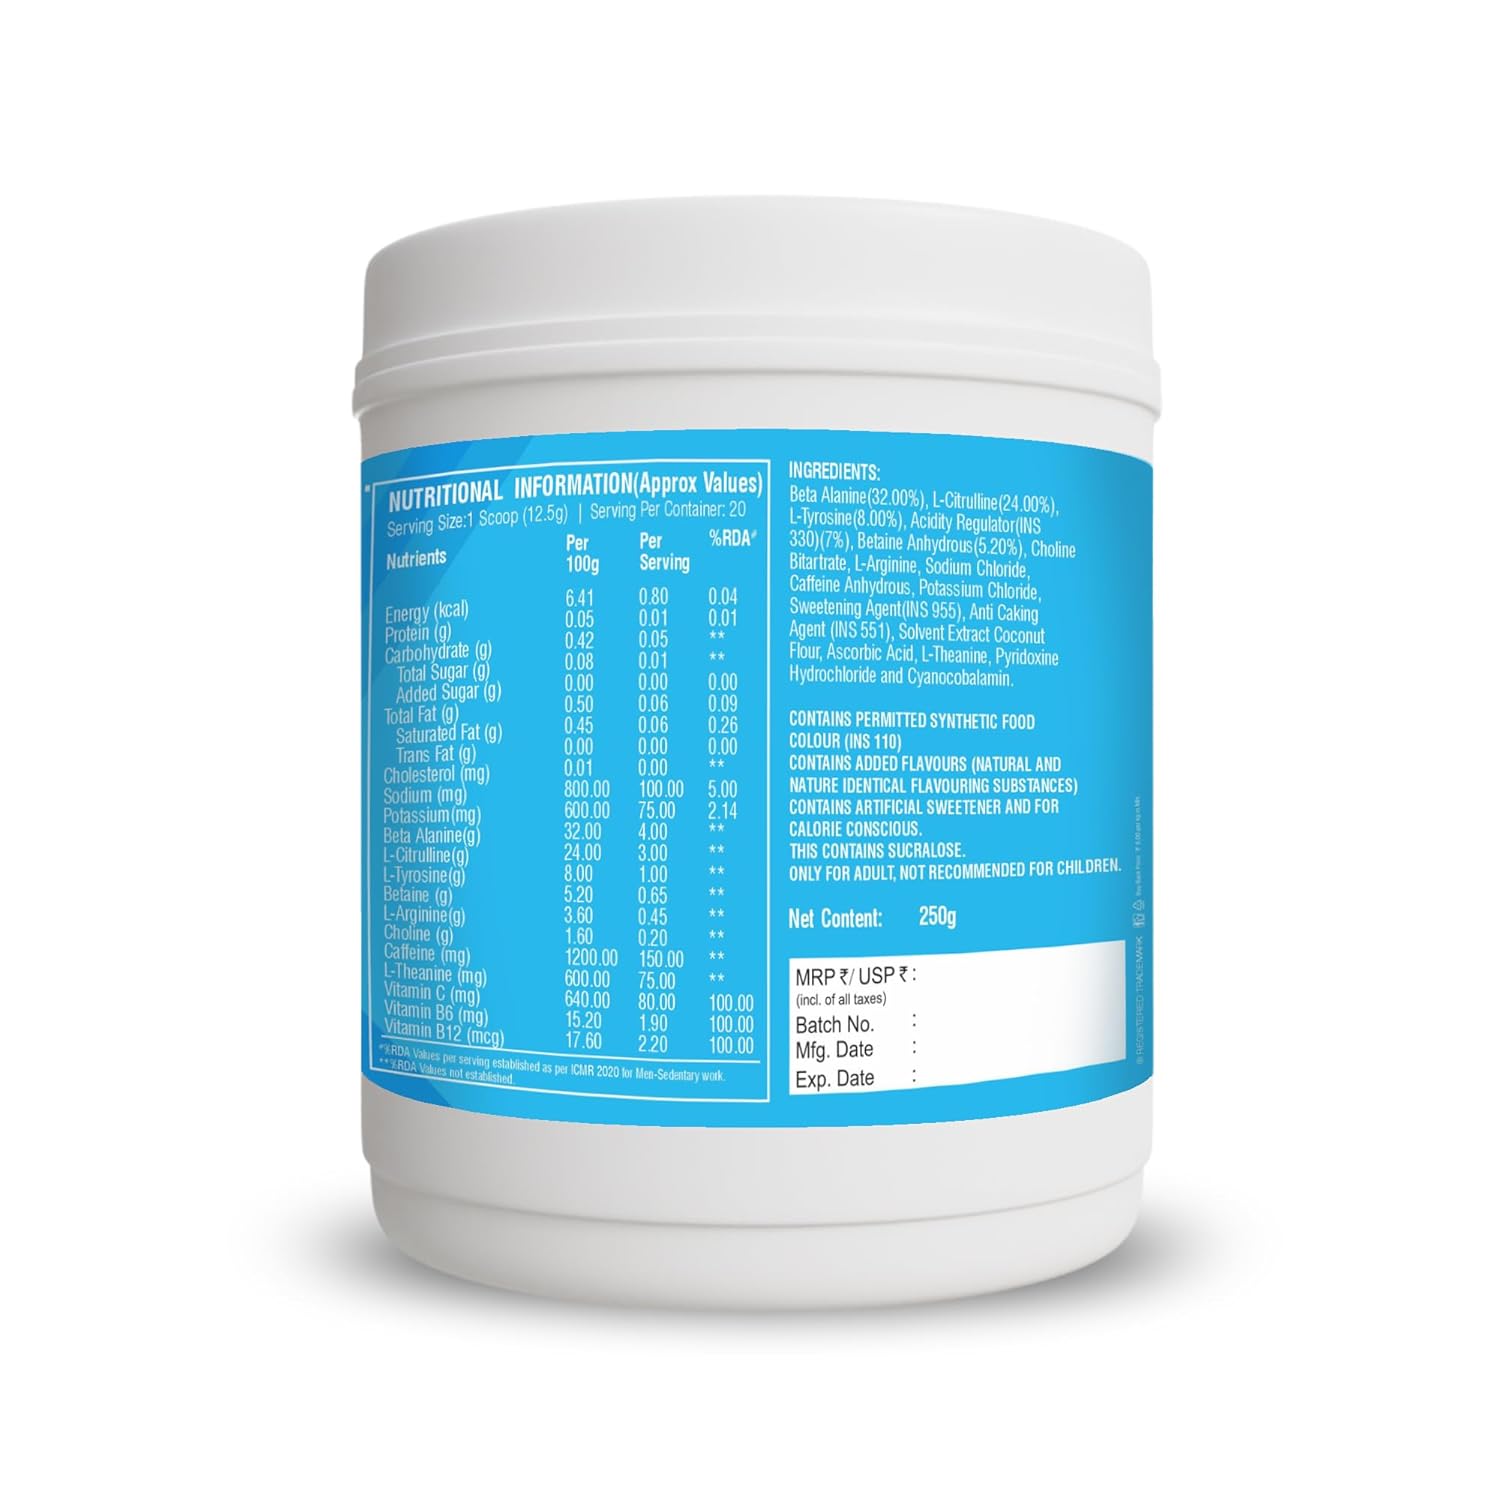 NUTRITIONAL INFORMATION(Approx Values)
Serving Size:1 Scoop (12.5g) | Serving Per Container: 20
Nutrients Per 100g Per Serving %RDA#
Energy (kcal) 6.41 0.80 0.04
Protein (g) 0.05 0.01 0.01
Carbohydrate (g) 0.42 0.05 **
Total Sugar (g) 0.08 0.01 **
Added Sugar (g) 0.00 0.00 0.00
Total Fat (g) 0.50 0.06 0.09
Saturated Fat (g) 0.45 0.06 0.26
Trans Fat (g) 0.00 0.00 0.00
Cholesterol (mg) 0.01 0.00 **
Sodium (mg) 800.00 100.00 5.00
Potassium(mg) 600.00 75.00 2.14
Beta Alanine(g) 32.00 4.00 **
L-Citrulline(g) 24.00 3.00 **
L-Tyrosine(g) 8.00 1.00 **
Betaine (g) 5.20 0.65 **
L-Arginine(g) 3.60 0.45 **
Choline (g) 1.60 0.20 **
Caffeine (mg) 1200.00 150.00 **
L-Theanine (mg) 600.00 75.00 **
Vitamin C (mg) 640.00 80.00 100.00
Vitamin B6 (mg) 15.20 1.90 100.00
Vitamin B12 (mcg) 17.60 2.20 100.00
#%RDA Values per serving established as per ICMR 2020 for Men-Sedentary work.
**%RDA Values not established.
INGREDIENTS:
Beta Alanine(32.00%), L-Citrulline(24.00%),
L-Tyrosine(8.00%), Acidity Regulator(INS
330)(7%), Betaine Anhydrous(5.20%), Choline
Bitartrate, L-Arginine, Sodium Chloride,
Caffeine Anhydrous, Potassium Chloride,
Sweetening Agent(INS 955), Anti Caking
Agent (INS 551), Solvent Extract Coconut
Flour, Ascorbic Acid, L-Theanine, Pyridoxine
Hydrochloride and Cyanocobalamin.
CONTAINS PERMITTED SYNTHETIC FOOD
COLOUR (INS 110)
CONTAINS ADDED FLAVOURS (NATURAL AND
NATURE IDENTICAL FLAVOURING SUBSTANCES)
CONTAINS ARTIFICIAL SWEETENER AND FOR
CALORIE CONSCIOUS.
THIS CONTAINS SUCRALOSE.
ONLY FOR ADULT, NOT RECOMMENDED FOR CHILDREN.
Net Content: 250g
MRP ₹/ USP ₹ :
(incl. of all taxes)
Batch No. :
Mfg. Date :
Exp. Date :
® REGISTERED TRADEMARK